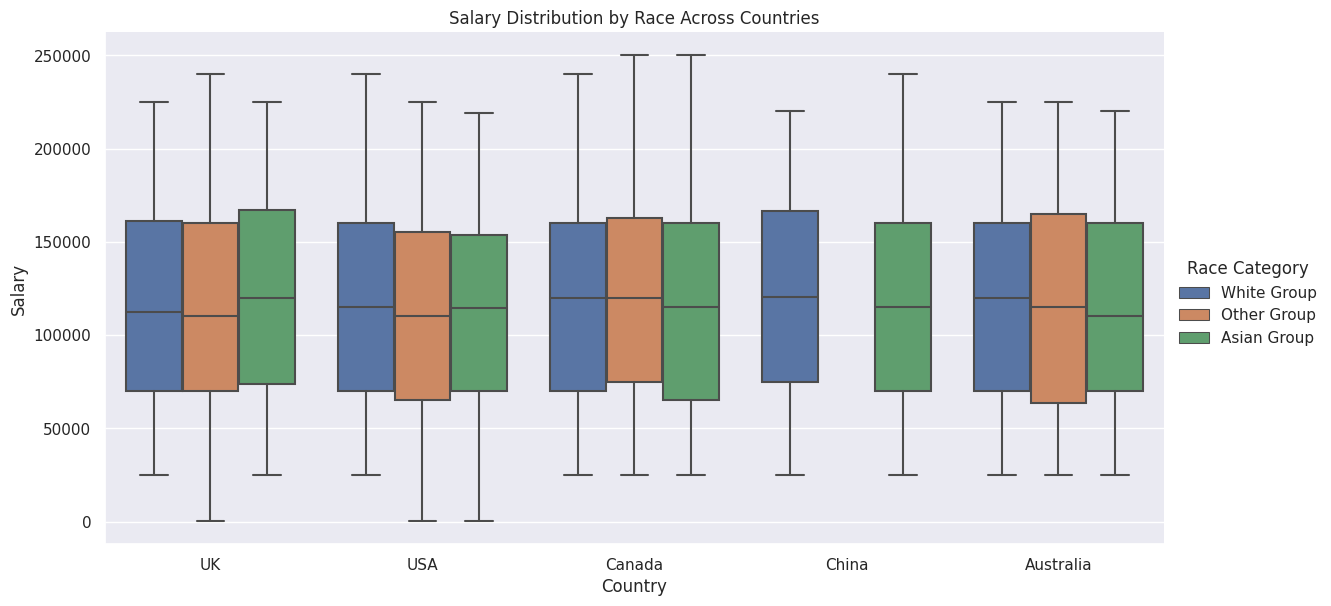 Salary Distribution by Race Across Countries
250000
200000
150000
100000
50000
0
Salary
UK USA Canada China Australia
Country
Race Category
White Group
Other Group
Asian Group